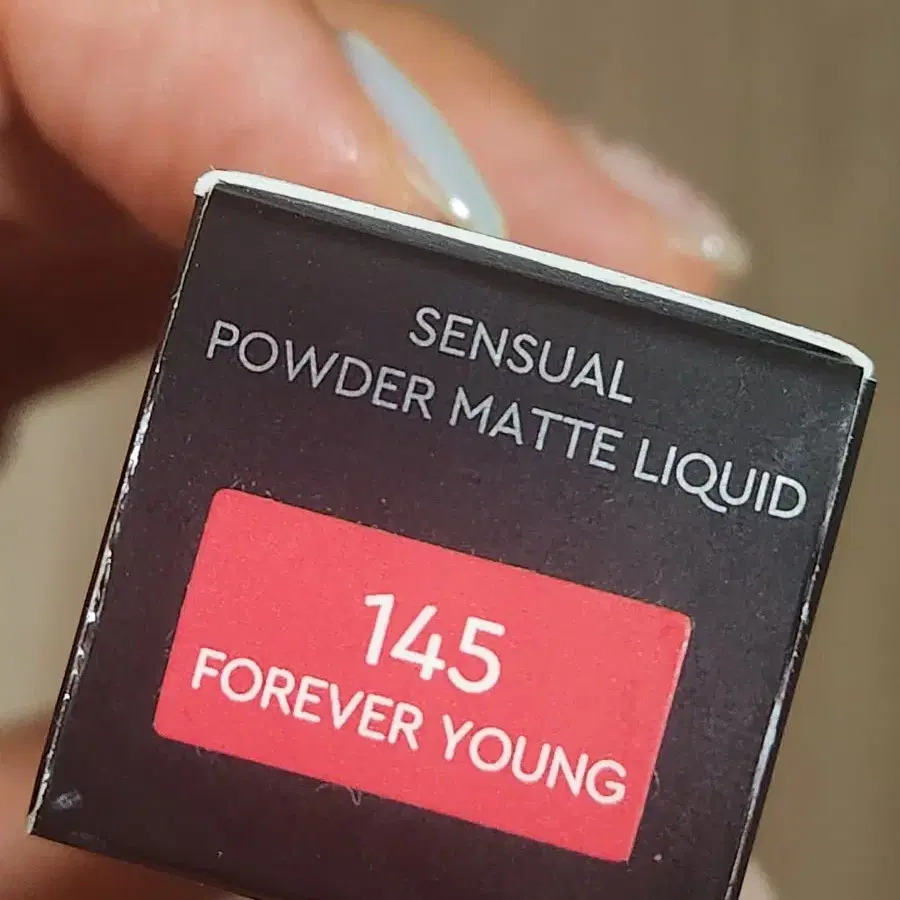 SENSUAL
POWDER MATTE LIQUID
145
FOREVER YOUNG